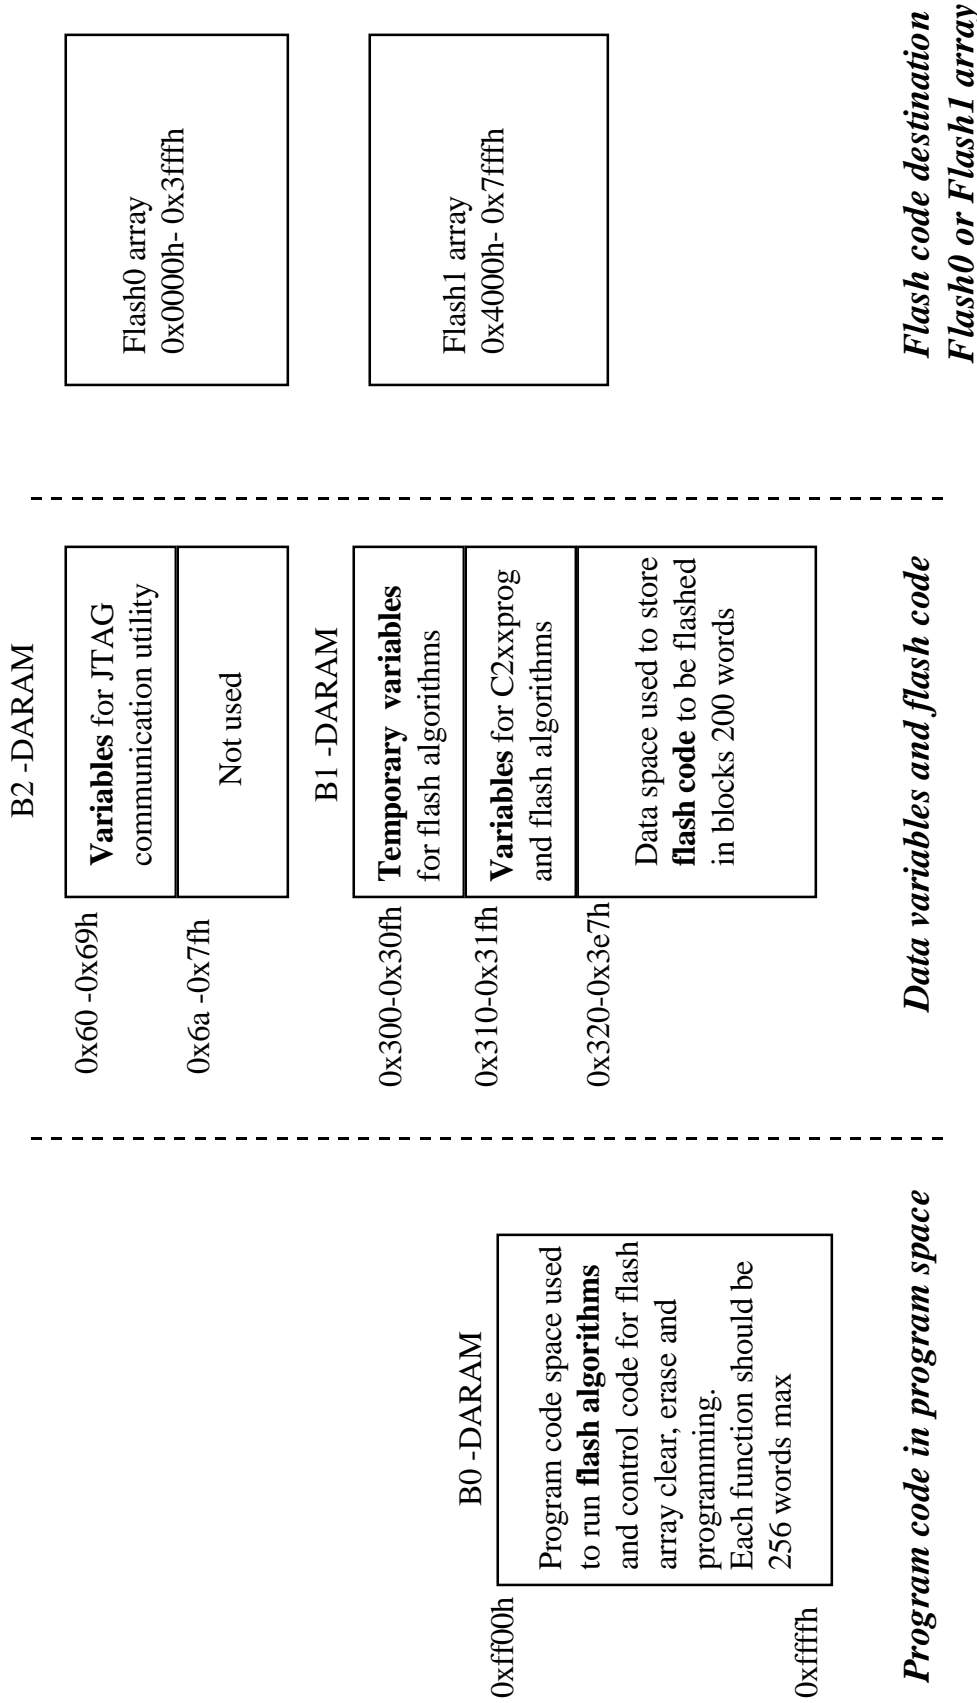 B0 -DARAM
0xff00h
Program code space used
to run flash algorithms
and control code for flash
array clear, erase and
programming.
Each function should be
256 words max
0xffffh
Program code in program space
B2 -DARAM
0x60 -0x69h
Variables for JTAG
communication utility
0x6a -0x7fh
Not used
B1 -DARAM
0x300-0x30fh
Temporary variables
for flash algorithms
0x310-0x31fh
Variables for C2xxprog
and flash algorithms
0x320-0x3e7h
Data space used to store
flash code to be flashed
in blocks 200 words
Data variables and flash code
Flash0 array
0x0000h- 0x3fffh
Flash1 array
0x4000h- 0x7fffh
Flash code destination
Flash0 or Flash1 array